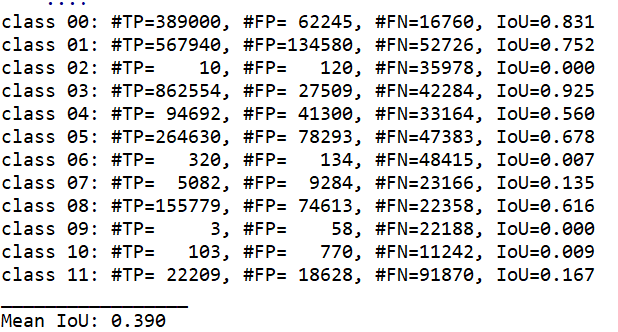 ....
class 00: #TP=389000, #FP= 62245, #FN=16760, IoU=0.831
class 01: #TP=567940, #FP=134580, #FN=52726, IoU=0.752
class 02: #TP=    10, #FP=   120, #FN=35978, IoU=0.000
class 03: #TP=862554, #FP= 27509, #FN=42284, IoU=0.925
class 04: #TP= 94692, #FP= 41300, #FN=33164, IoU=0.560
class 05: #TP=264630, #FP= 78293, #FN=47383, IoU=0.678
class 06: #TP=   320, #FP=   134, #FN=48415, IoU=0.007
class 07: #TP=  5082, #FP=  9284, #FN=23166, IoU=0.135
class 08: #TP=155779, #FP= 74613, #FN=22358, IoU=0.616
class 09: #TP=     3, #FP=    58, #FN=22188, IoU=0.000
class 10: #TP=   103, #FP=   770, #FN=11242, IoU=0.009
class 11: #TP= 22209, #FP= 18628, #FN=91870, IoU=0.167
_________________
Mean IoU: 0.390